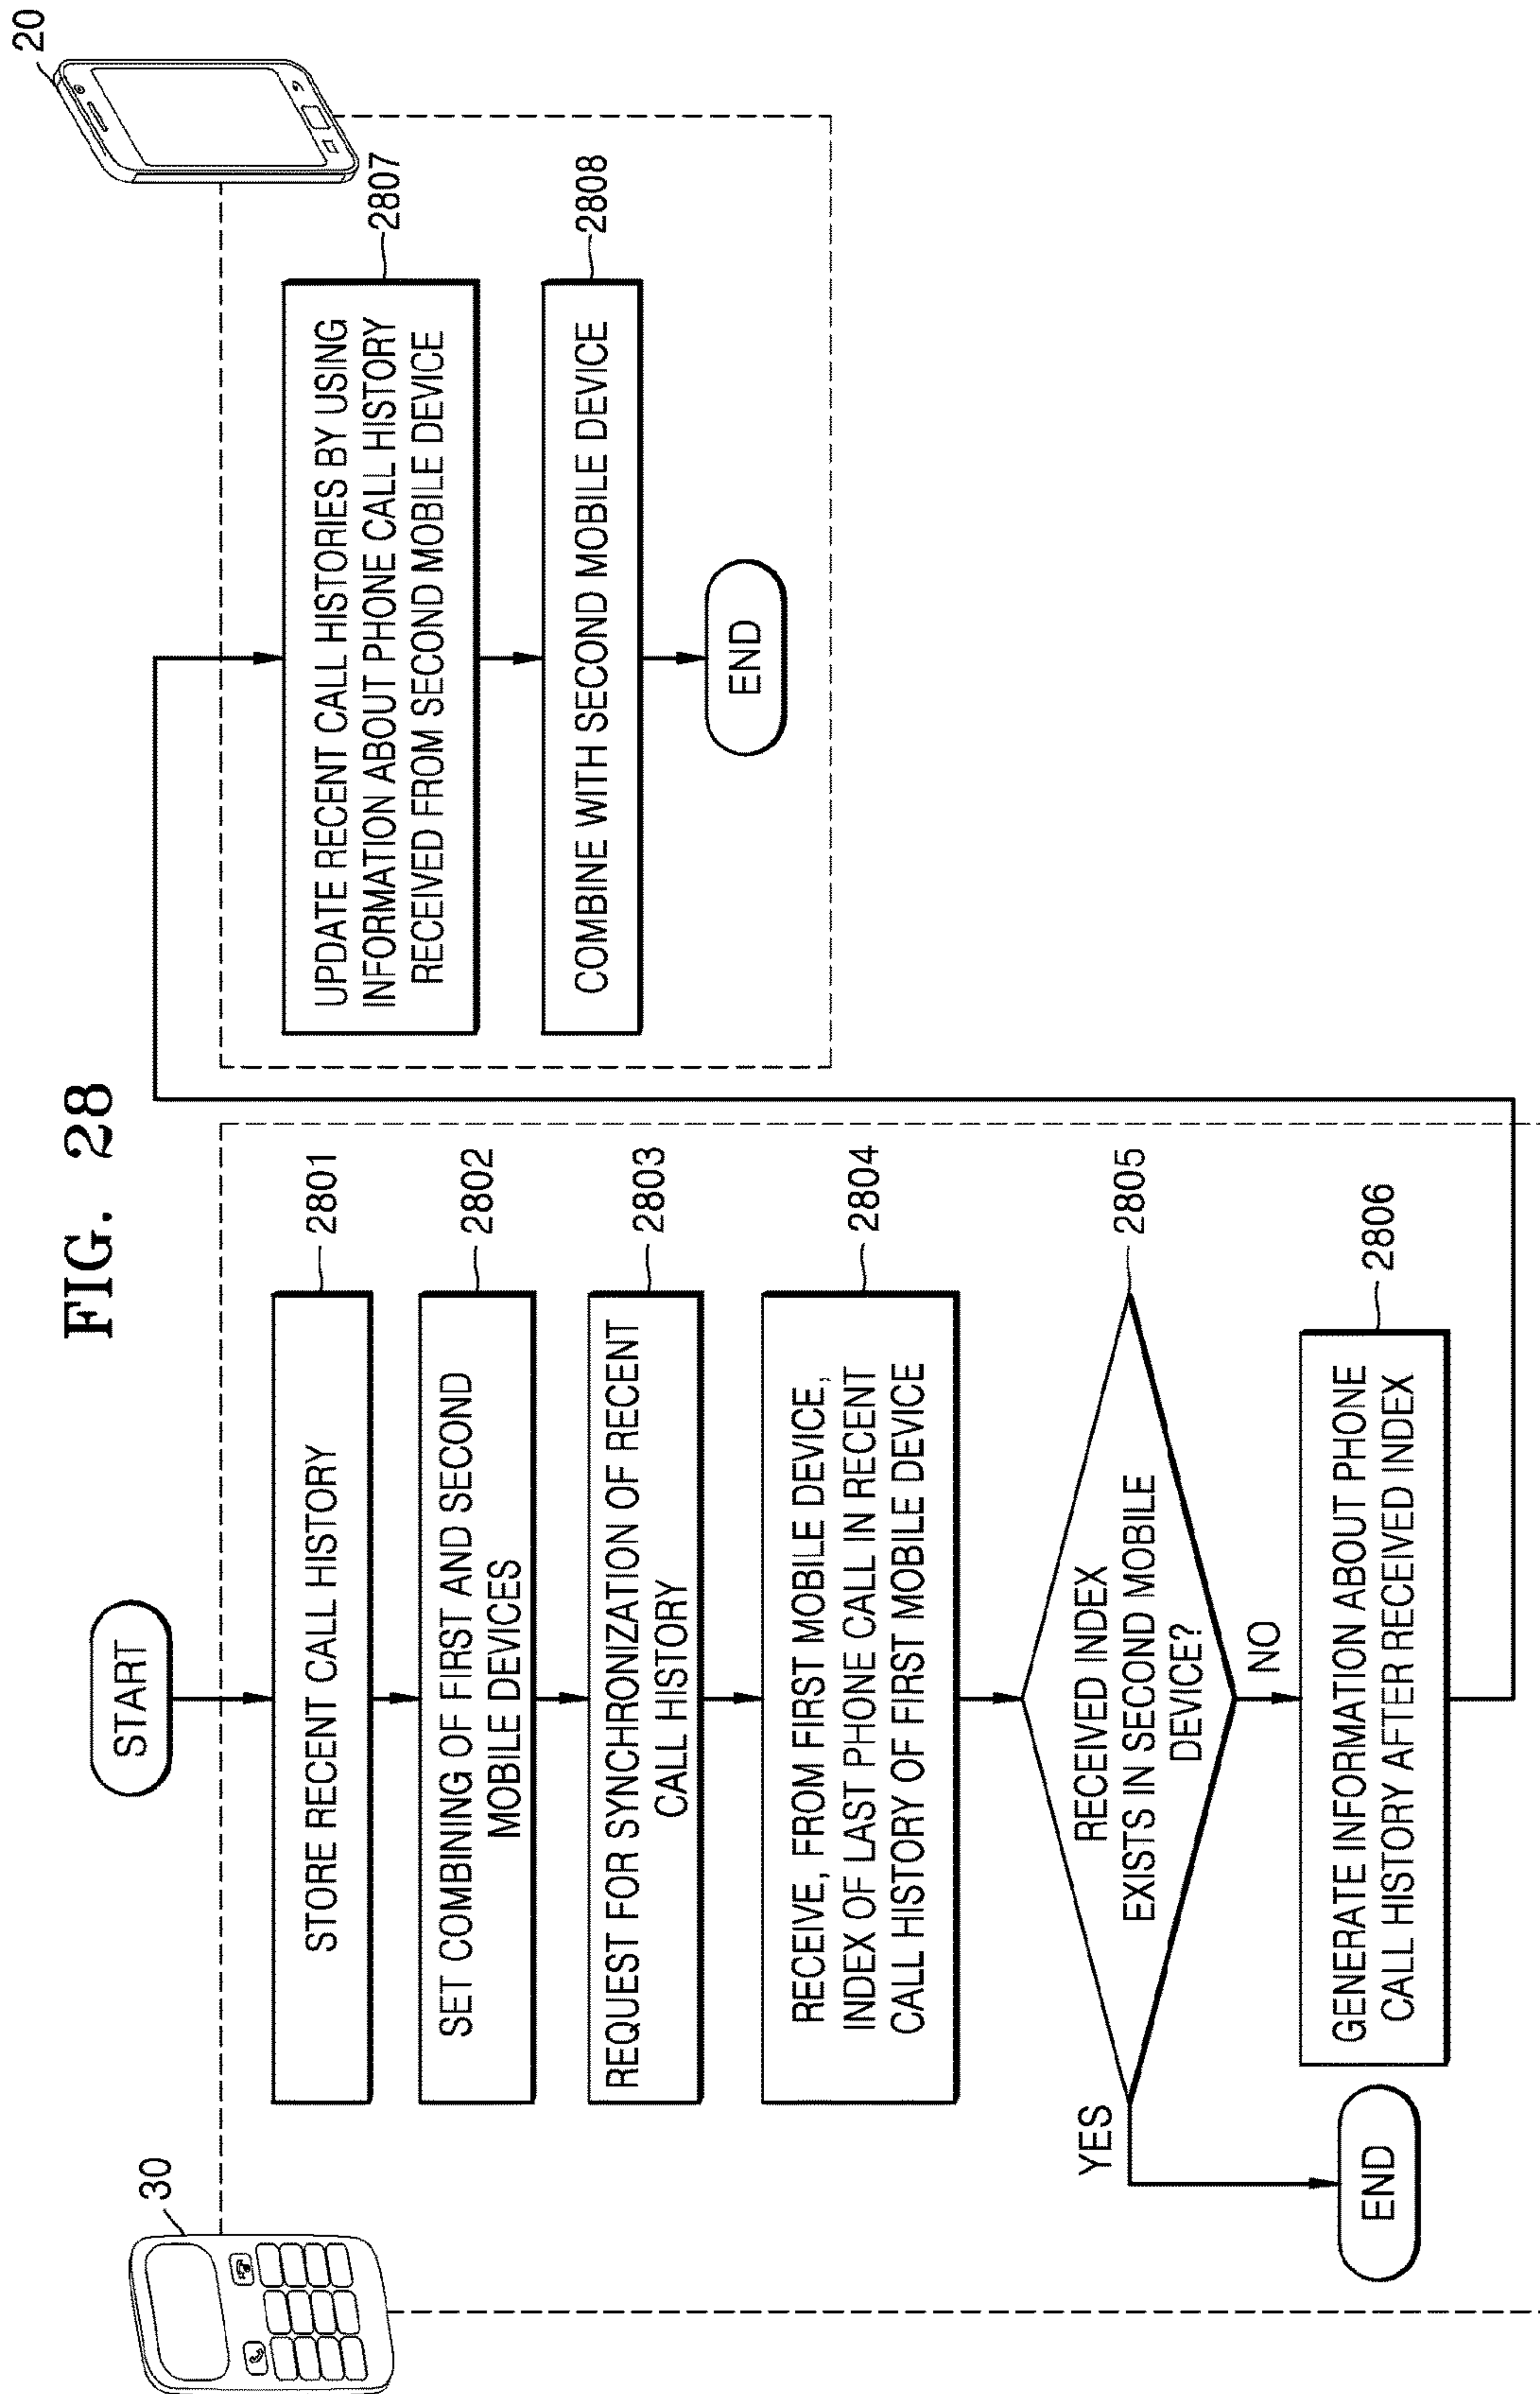 FIG. 28
30
START
STORE RECENT CALL HISTORY
2801
SET COMBINING OF FIRST AND SECOND
MOBILE DEVICES
2802
REQUEST FOR SYNCHRONIZATION OF RECENT
CALL HISTORY
2803
RECEIVE, FROM FIRST MOBILE DEVICE,
INDEX OF LAST PHONE CALL IN RECENT
CALL HISTORY OF FIRST MOBILE DEVICE
2804
RECEIVED INDEX
EXISTS IN SECOND MOBILE
DEVICE?
2805
YES
NO
END
GENERATE INFORMATION ABOUT PHONE
CALL HISTORY AFTER RECEIVED INDEX
2806
20
UPDATE RECENT CALL HISTORIES BY USING
INFORMATION ABOUT PHONE CALL HISTORY
RECEIVED FROM SECOND MOBILE DEVICE
2807
COMBINE WITH SECOND MOBILE DEVICE
2808
END